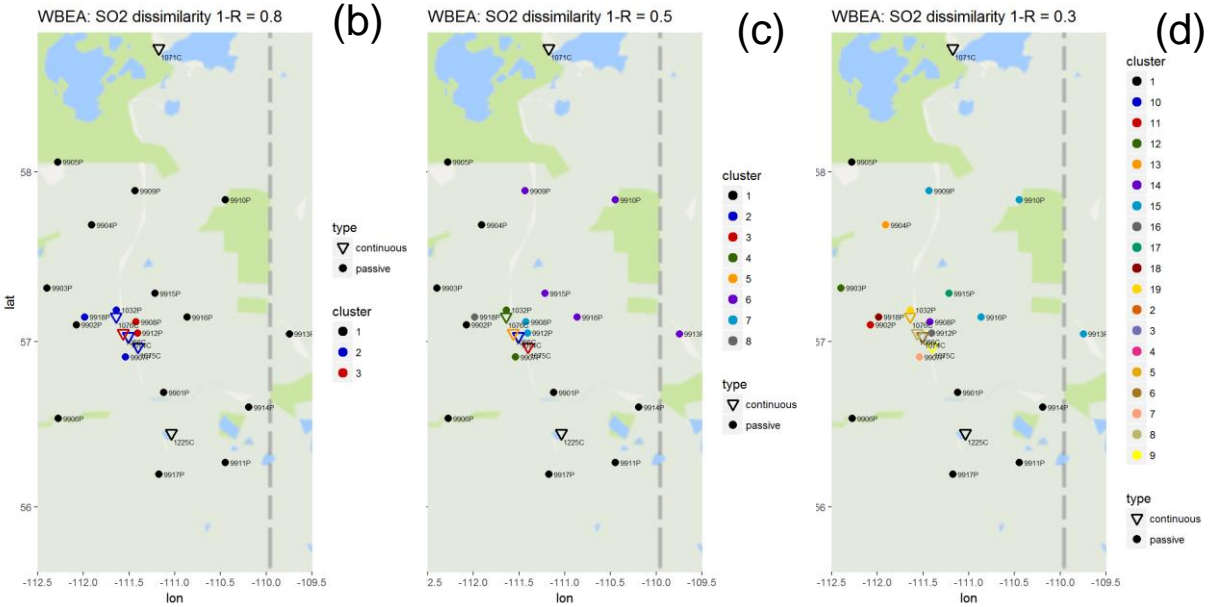 WBEA: SO2 dissimilarity 1-R = 0.8
(b)
1071C
9905P
9909P
9910P
9904P
9903P
9915P
1032P
9918P
9916P
9908P
9902P
1076C
9912P
9913P
1075C
9901P
9914P
9906P
1225C
9911P
9917P
lat
58
57
56
-112.5
-112.0
-111.5
-111.0
-110.5
-110.0
-109.5
lon
type
continuous
passive
cluster
1
2
3
WBEA: SO2 dissimilarity 1-R = 0.5
(c)
1071C
9905P
9909P
9910P
9904P
9903P
9915P
1032P
9918P
9916P
9908P
9902P
1076C
9912P
9913P
1075C
9901P
9914P
9906P
1225C
9911P
9917P
2.5
-112.0
-111.5
-111.0
-110.5
-110.0
-109.5
lon
cluster
1
2
3
4
5
6
7
8
type
continuous
passive
WBEA: SO2 dissimilarity 1-R = 0.3
(d)
1071C
9905P
9909P
9910P
9904P
9903P
9915P
1032P
9918P
9916P
9908P
9902P
1076C
9912P
9913P
1075C
9901P
9914P
9906P
1225C
9911P
9917P
58
57
56
-112.5
-112.0
-111.5
-111.0
-110.5
-110.0
-109.5
lon
cluster
1
10
11
12
13
14
15
16
17
18
19
2
3
4
5
6
7
8
9
type
continuous
passive